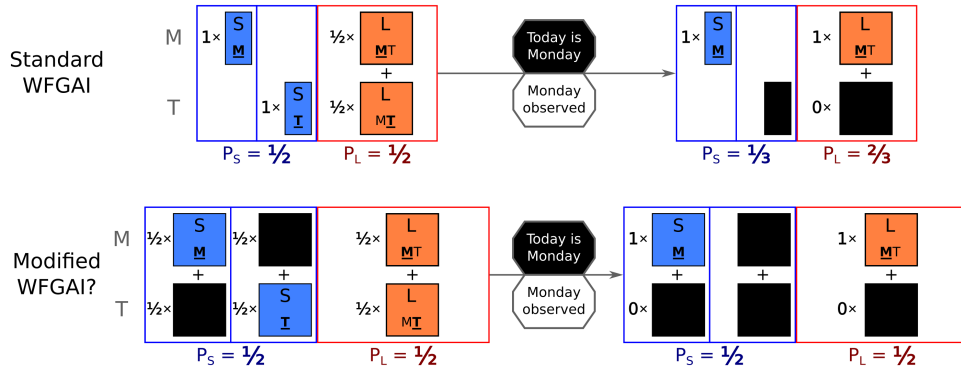 Standard
WFGAI
M
T
1× S
M
1× S
T
½× L
MT
+
½× L
MT
P_S = ½
P_L = ½
Today is
Monday
Monday
observed
1× S
M
1× L
MT
+
0×
P_S = ⅓
P_L = ⅔
Modified
WFGAI?
M
T
½× S
M
+
½×
½×
+
½× S
T
½× L
MT
+
½× L
MT
P_S = ½
P_L = ½
Today is
Monday
Monday
observed
1× S
M
+
0×
+
1× L
MT
+
0×
P_S = ½
P_L = ½